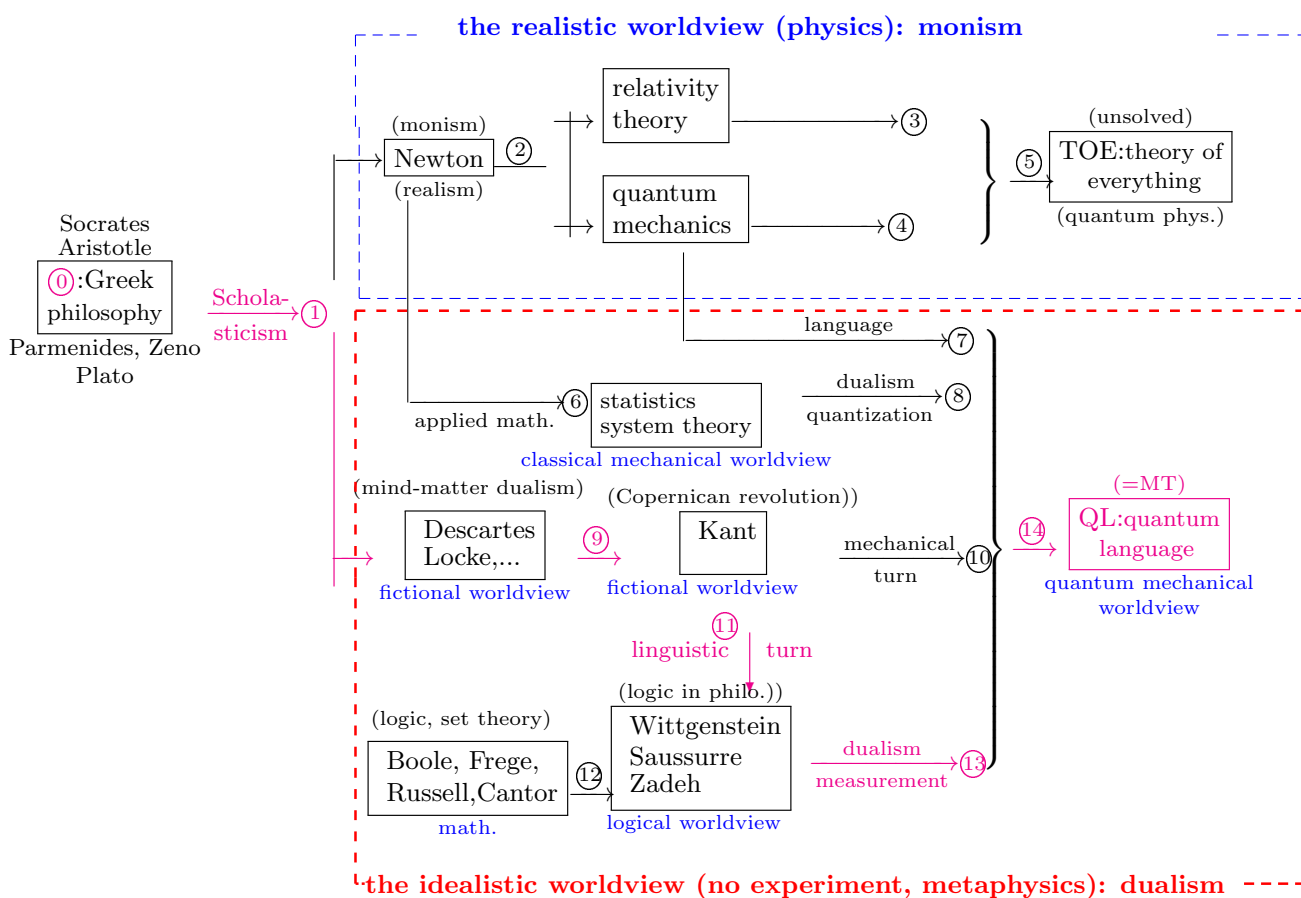 the realistic worldview (physics): monism
relativity
theory
③
(monism)
Newton
(realism)
②
quantum
mechanics
④
⑤
(unsolved)
TOE:theory of
everything
(quantum phys.)
Socrates
Aristotle
⓪:Greek
philosophy
Parmenides, Zeno
Plato
Schola-
sticism
①
language
⑦
applied math.
⑥
statistics
system theory
classical mechanical worldview
dualism
quantization
⑧
(mind-matter dualism)
Descartes
Locke,...
fictional worldview
⑨
(Copernican revolution))
Kant
fictional worldview
mechanical
turn
⑩
⑭
(=MT)
QL:quantum
language
quantum mechanical
worldview
⑪
linguistic turn
(logic, set theory)
Boole, Frege,
Russell,Cantor
math.
⑫
(logic in philo.))
Wittgenstein
Saussurre
Zadeh
logical worldview
dualism
measurement
⑬
the idealistic worldview (no experiment, metaphysics): dualism